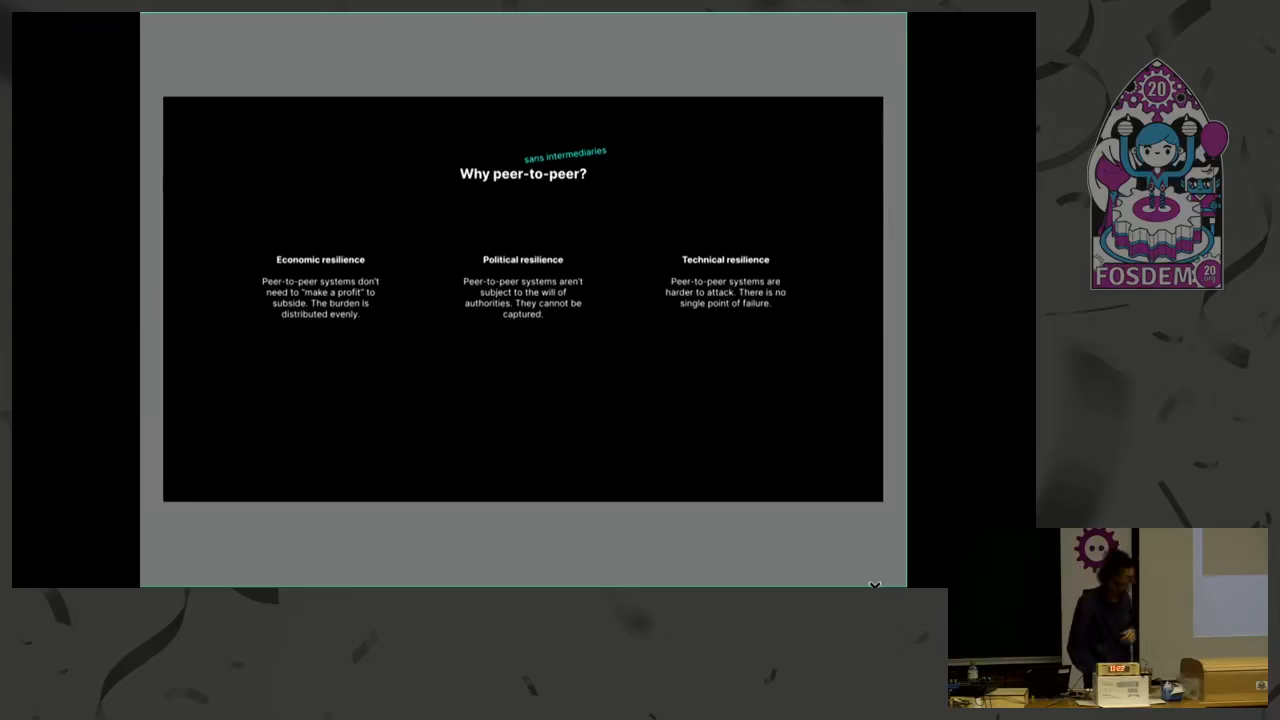 sans intermediaries
Why peer-to-peer?
Economic resilience
Peer-to-peer systems don't
need to "make a profit" to
subside. The burden is
distributed evenly.
Political resilience
Peer-to-peer systems aren't
subject to the will of
authorities. They cannot be
captured.
Technical resilience
Peer-to-peer systems are
harder to attack. There is no
single point of failure.
20
FOSDEM
20
.org